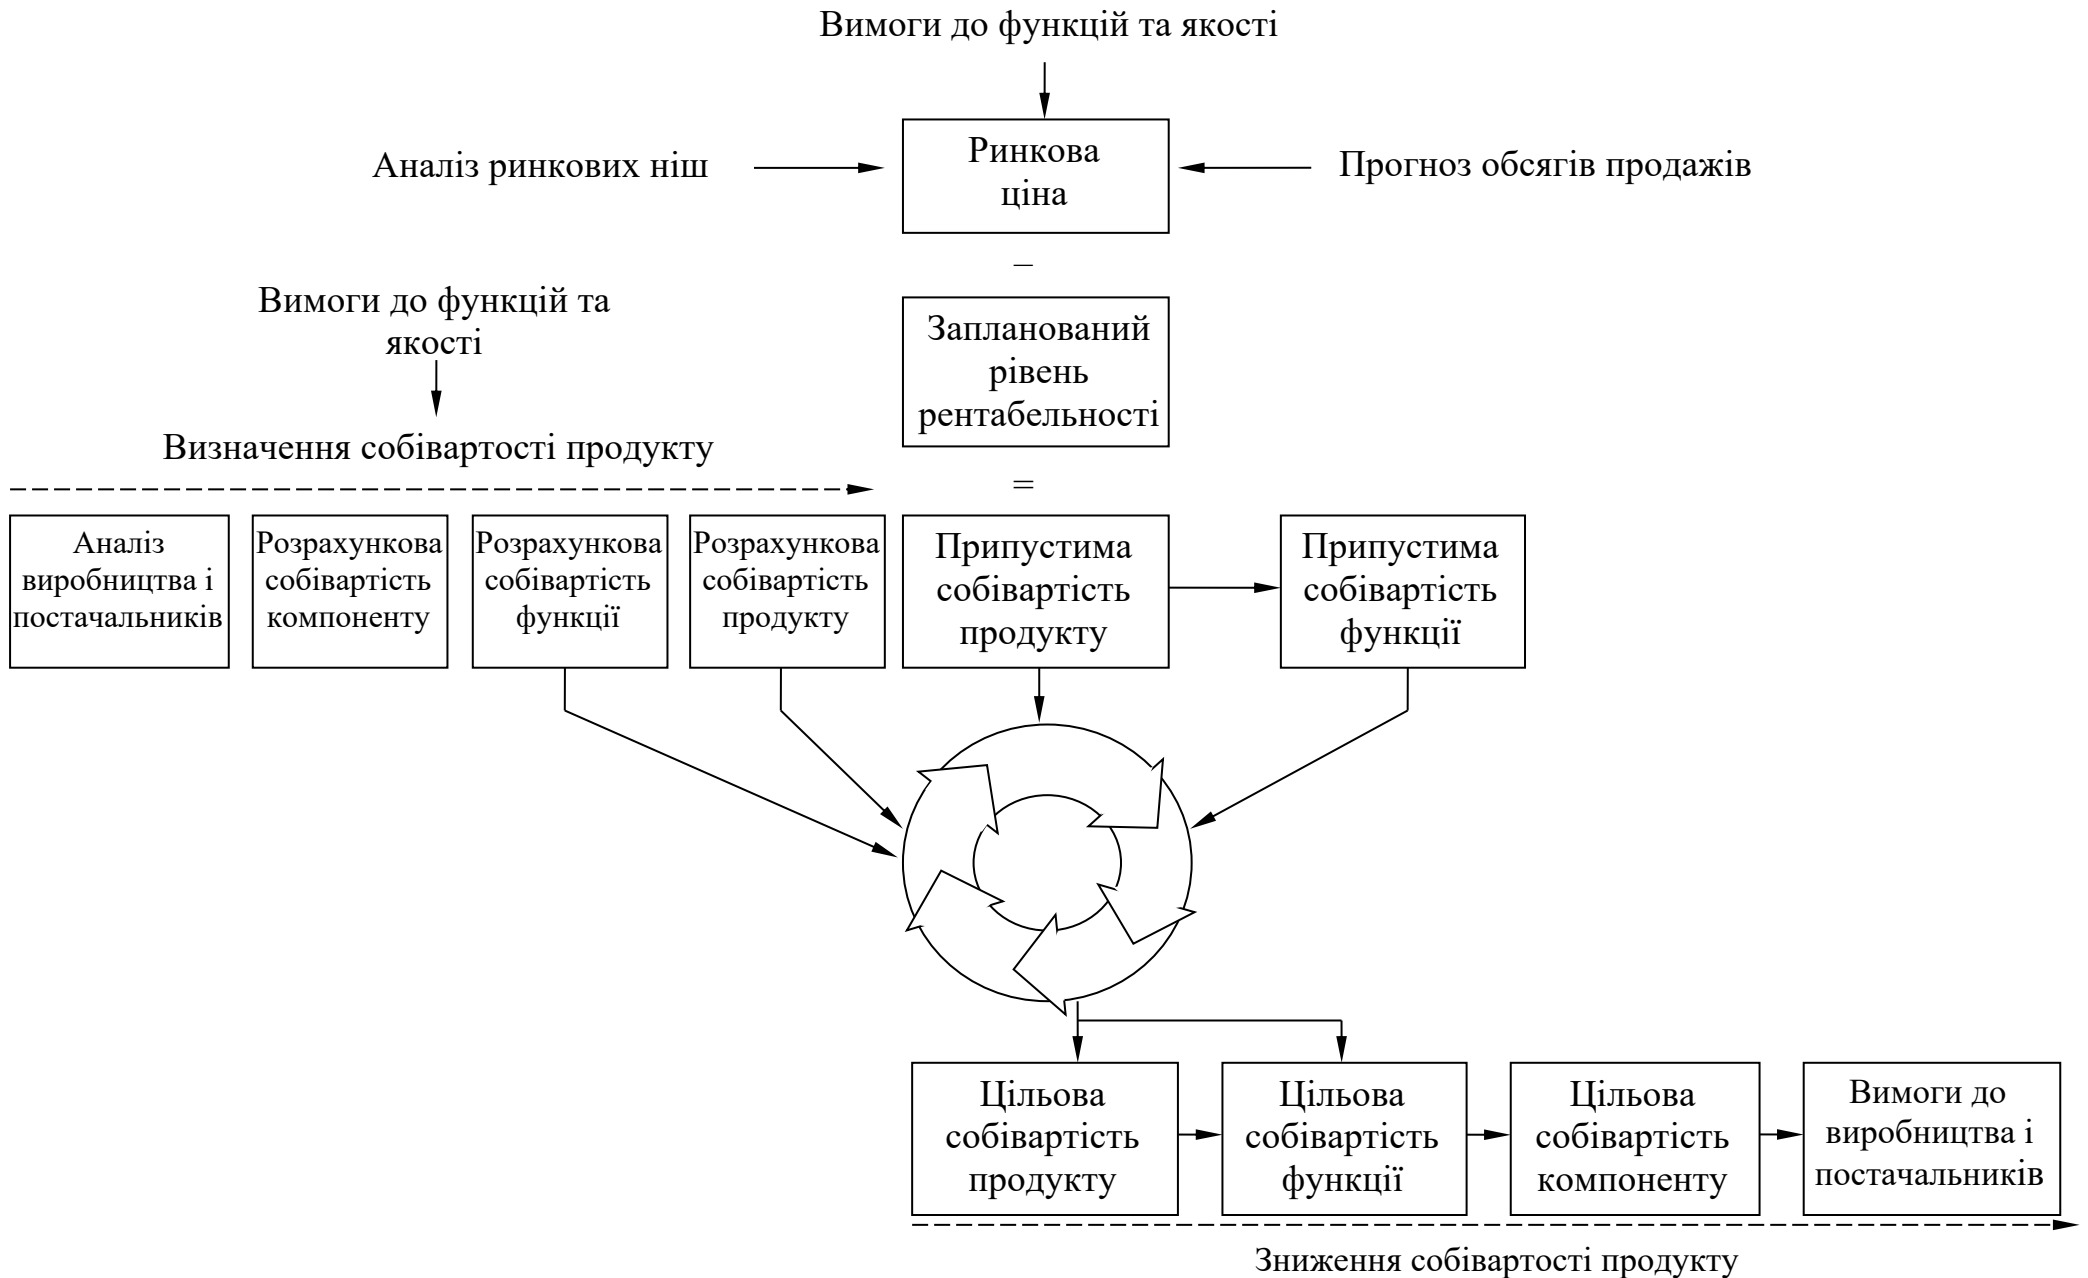 Вимоги до функцій та якості
Аналіз ринкових ніш
Ринкова
ціна
Прогноз обсягів продажів
–
Вимоги до функцій та
якості
Запланований
рівень
рентабельності
Визначення собівартості продукту
=
Аналіз
виробництва і
постачальників
Розрахункова
собівартість
компоненту
Розрахункова
собівартість
функції
Розрахункова
собівартість
продукту
Припустима
собівартість
продукту
Припустима
собівартість
функції
Цільова
собівартість
продукту
Цільова
собівартість
функції
Цільова
собівартість
компоненту
Вимоги до
виробництва і
постачальників
Зниження собівартості продукту